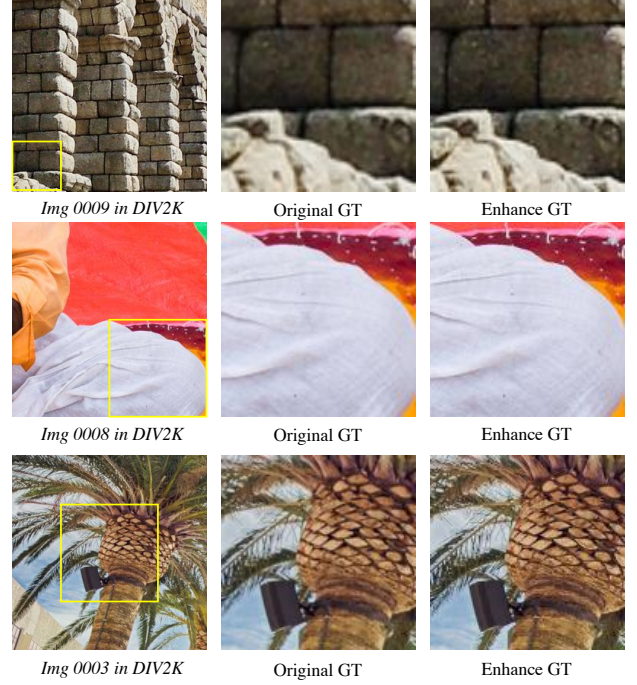 Img 0009 in DIV2K
Original GT
Enhance GT
Img 0008 in DIV2K
Original GT
Enhance GT
Img 0003 in DIV2K
Original GT
Enhance GT